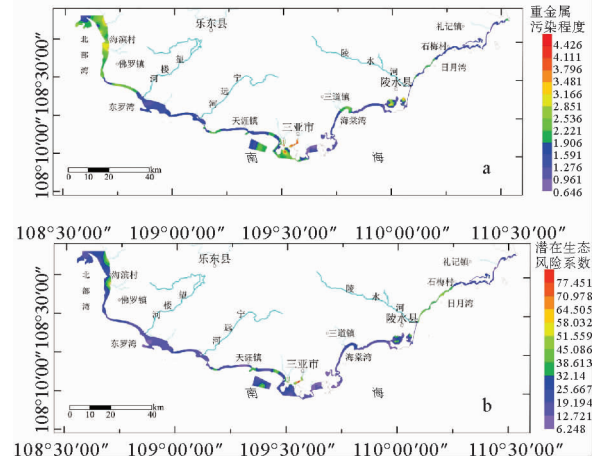 礼记镇
重金属
污染程度
乐东县
石梅村
北部湾
海滨村
陵水河
日月湾
4.426
4.111
3.796
3.481
3.166
2.851
2.536
2.221
1.906
1.591
1.276
0.961
0.646
佛罗镇
望楼河
宁远河
陵水县
三道镇
东罗湾
海棠湾
天涯镇
三亚市
南海
a
0 10 20 40
km
108°30′00″
108°10′00″
108°30′00″ 109°00′00″ 109°30′00″ 110°00′00″ 110°30′00″
礼记镇
潜在生态
风险系数
乐东县
石梅村
北部湾
海滨村
陵水河
日月湾
77.451
70.978
64.505
58.032
51.559
45.086
38.613
32.14
26.667
19.194
12.721
6.248
佛罗镇
望楼河
宁远河
陵水县
三道镇
东罗湾
海棠湾
天涯镇
三亚市
南海
b
0 10 20 40
km
108°30′00″
108°10′00″
108°30′00″ 109°00′00″ 109°30′00″ 110°00′00″ 110°30′00″